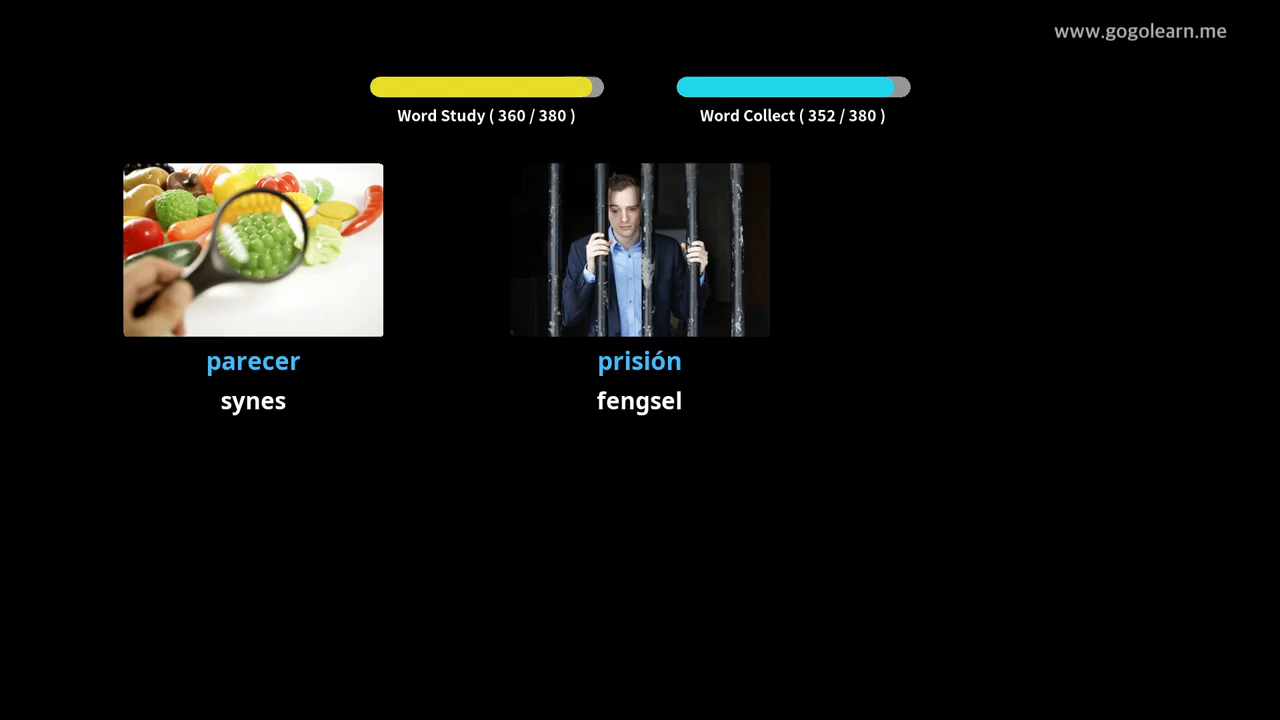 www.gogolearn.me
Word Study ( 360 / 380 )
Word Collect ( 352 / 380 )
parecer
prisión
synes
fengsel